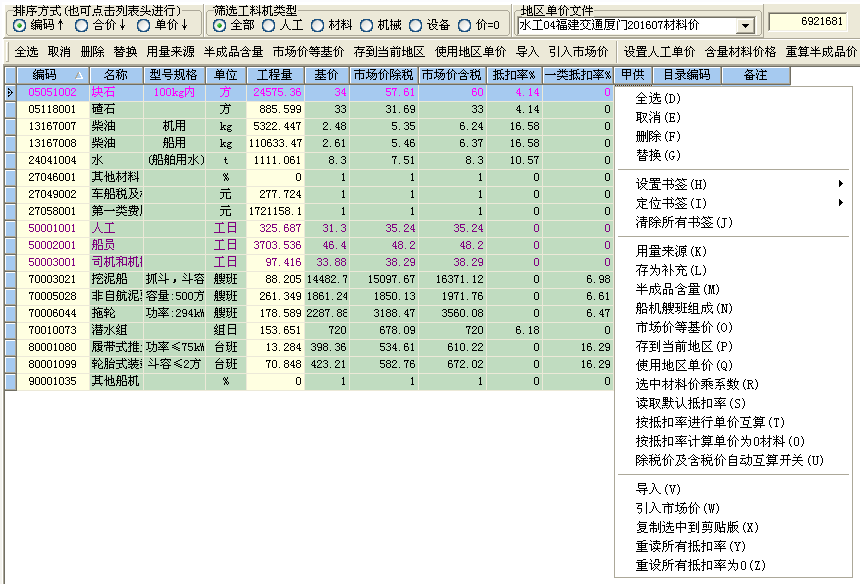 排序方式(也可点击列表头进行)
编码↑ 含价↓ 单价↓
筛选工料机类型
全部 人工 材料 机械 设备 价=0
地区单价文件
水工04福建交通厦门201607材料价
6921681
全选 取消 删除 替换 用量来源 半成品含量 市场价等基价 存到当前地区 使用地区单价 导入 引入市场价 设置人工单价 含量材料价格 重算半成品价
编码 名称 型号规格 单位 工程量 基价 市场价除税 市场价含税 抵扣率% 一类抵扣率% 甲供 目录编码 备注
05051002 块石 100kg内 方 24575.36 34 57.61 60 4.14 0
05118001 碴石 方 885.599 33 31.69 33 4.14 0
13167007 柴油 机用 kg 5322.447 2.48 5.35 6.24 16.58 0
13167008 柴油 船用 kg 110633.47 2.61 5.46 6.37 16.58 0
24041004 水 (船舶用水) t 1111.061 8.3 7.51 8.3 10.57 0
27046001 其他材料 % 0 1 1 1 0 0
27049002 车船税及 元 277.724 1 1 1 0 0
27058001 第一类费 元 1721158.1 1 1 1 0 0
50001001 人工 工日 325.687 31.3 35.24 35.24 0 0
50002001 船员 工日 3703.536 46.4 48.2 48.2 0 0
50003001 司机和机 工日 97.416 33.88 38.29 38.29 0 0
70003021 挖泥船 抓斗，斗容 艘班 88.205 14482.7 15097.67 16371.12 0 6.98
70005028 非自航泥 容量:500方 艘班 261.349 1861.24 1850.13 1971.76 0 6.61
70006044 拖轮 功率:294kW 艘班 178.589 2287.88 3188.47 3560.08 0 6.47
70010073 潜水组 组日 153.651 720 678.09 720 6.18 0
80001080 履带式推 功率≤75kW 台班 13.284 398.36 534.61 610.22 0 16.29
80001099 轮胎式装 斗容≤2方 台班 70.848 423.21 582.76 672.02 0 16.29
90001035 其他船机 % 0 1 1 1 0 0
全选(D)
取消(E)
删除(F)
替换(G)
设置书签(H)
定位书签(I)
清除所有书签(J)
用量来源(K)
存为补充(L)
半成品含量(M)
船机艘班组成(N)
市场价等基价(O)
存到当前地区(P)
使用地区单价(Q)
选中材料价乘系数(R)
读取默认抵扣率(S)
按抵扣率进行单价互算(T)
按抵扣率计算单价为0材料(0)
除税价及含税价自动互算开关(U)
导入(V)
引入市场价(W)
复制选中到剪贴版(X)
重读所有抵扣率(Y)
重设所有抵扣率为0(Z)